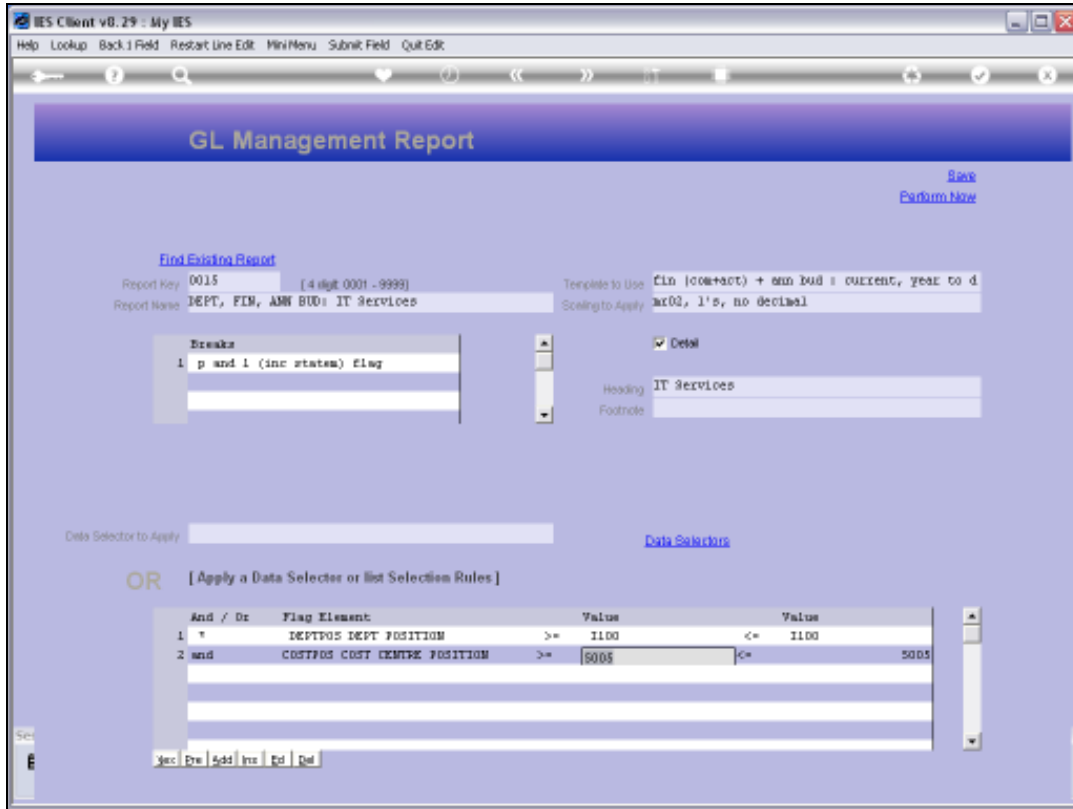 IES Client v8.29 : My IES
Help Lookup Back 1 Field Restart Line Edit MiniMenu Submit Field Quit Edit
GL Management Report
Save
Perform Now
Find Existing Report
Report Key 0015 [ 4 digit: 0001 - 9999] Template to Use fin (com+act) + ann bud : current, year to d
Report Name DEPT, FIN, ANN BUD: IT Services Scaling to Apply mr02, 1's, no decimal
Breaks Detail
1 p and l (inc statem) flag
Heading IT Services
Footnote
Data Selector to Apply Data Selectors
OR [ Apply a Data Selector or list Selection Rules ]
And / Or Flag Element Value Value
1 DEPTPOS DEPT POSITION >= I100 <= I100
2 and COSTPOS COST CENTRE POSITION >= S005 <= S005
Nex Pre Add Ins Ed Del